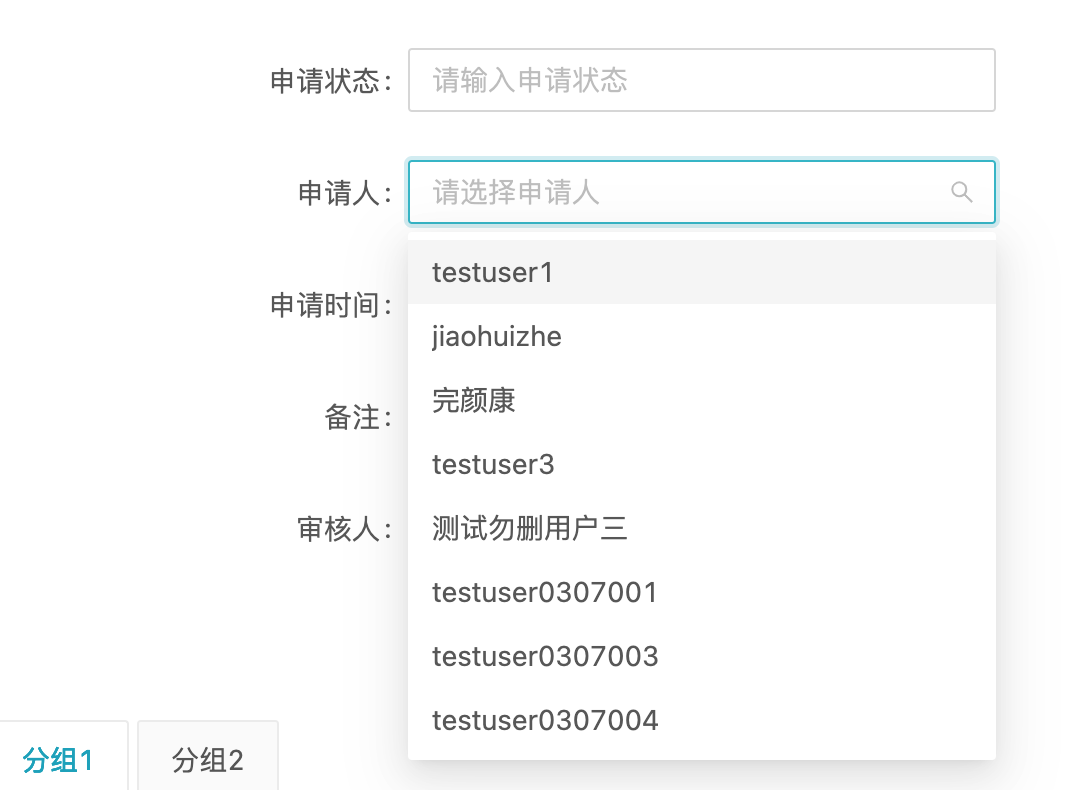 申请状态：
请输入申请状态
申请人：
请选择申请人
testuser1
申请时间：
jiaohuizhe
完颜康
备注：
testuser3
审核人：
测试勿删用户三
testuser0307001
testuser0307003
testuser0307004
分组1
分组2